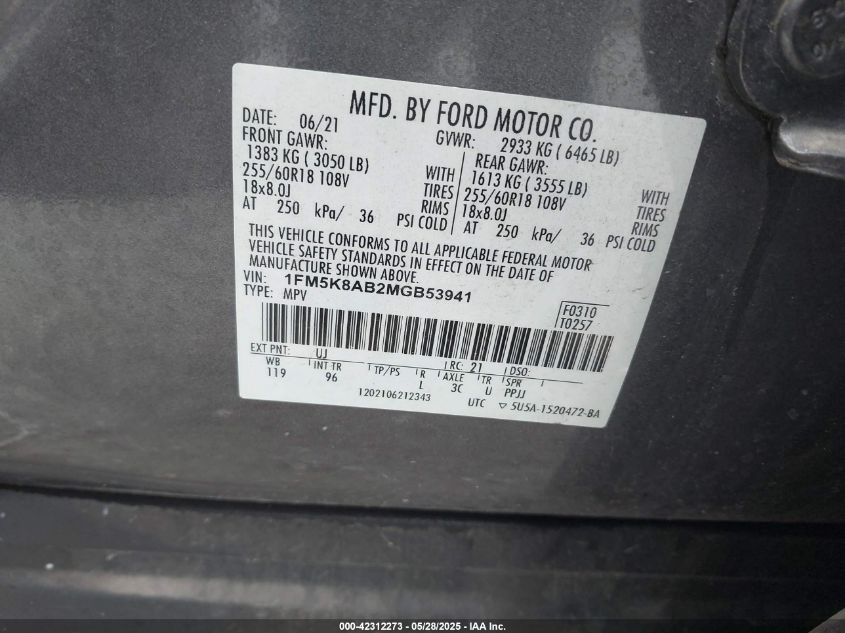 MFD. BY FORD MOTOR CO.
DATE: 06/21
GVWR: 2933 KG ( 6465 LB)
FRONT GAWR:
1383 KG ( 3050 LB) WITH
255/60R18 108V TIRES
18x8.0J RIMS
AT 250 kPa/ 36 PSI COLD
REAR GAWR:
1613 KG ( 3555 LB) WITH
255/60R18 108V TIRES
18x8.0J RIMS
AT 250 kPa/ 36 PSI COLD
THIS VEHICLE CONFORMS TO ALL APPLICABLE FEDERAL MOTOR
VEHICLE SAFETY STANDARDS IN EFFECT ON THE DATE OF
MANUFACTURE SHOWN ABOVE.
VIN: 1FM5K8AB2MGB53941
TYPE: MPV
F0310
T0257
EXT PNT: UJ RC: 21 DSO:
WB INT TR TP/PS R AXLE TR SPR
119 96 L 3C U PPJJ
1202106212343 UTC ▽ 5U5A-1520472-BA
000-42312273 - 05/28/2025 - IAA Inc.